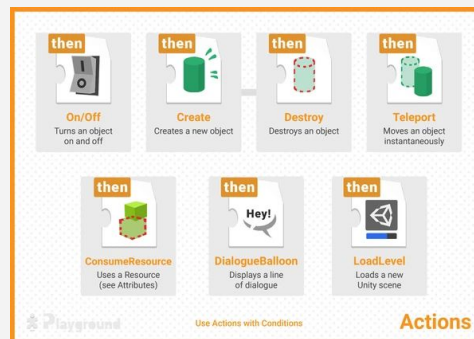 then
then
then
then
On/Off
Turns an object
on and off
Create
Creates a new object
Destroy
Destroys an object
Teleport
Moves an object
instantaneously
then
then
then
Hey!
ConsumeResource
Uses a Resource
(see Attributes)
DialogueBalloon
Displays a line
of dialogue
LoadLevel
Loads a new
Unity scene
Playground
Use Actions with Conditions
Actions